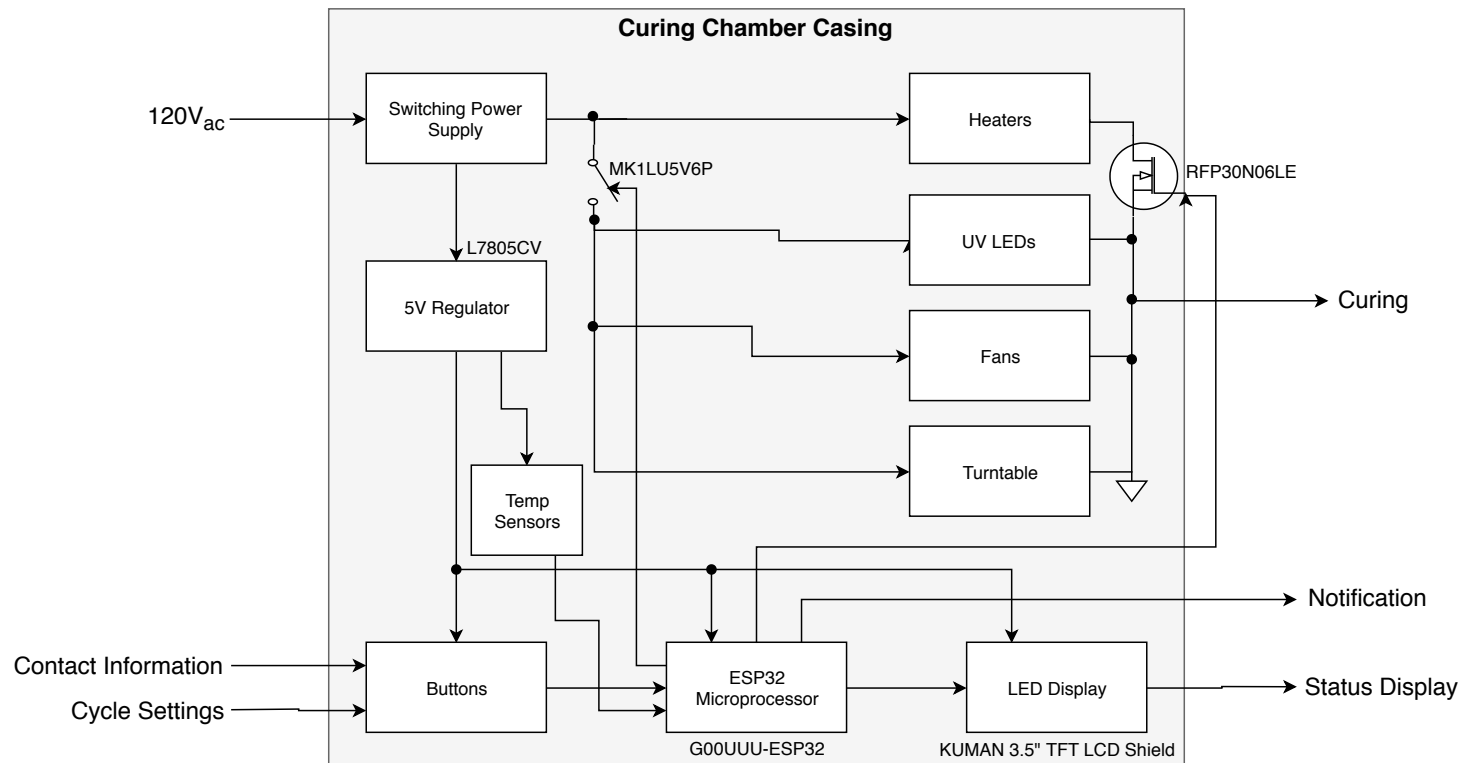 Curing Chamber Casing
120Vac
Switching Power
Supply
Heaters
MK1LU5V6P
RFP30N06LE
L7805CV
UV LEDs
5V Regulator
Curing
Fans
Turntable
Temp
Sensors
Notification
Contact Information
Cycle Settings
Buttons
ESP32
Microprocessor
LED Display
Status Display
G00UUU-ESP32
KUMAN 3.5" TFT LCD Shield